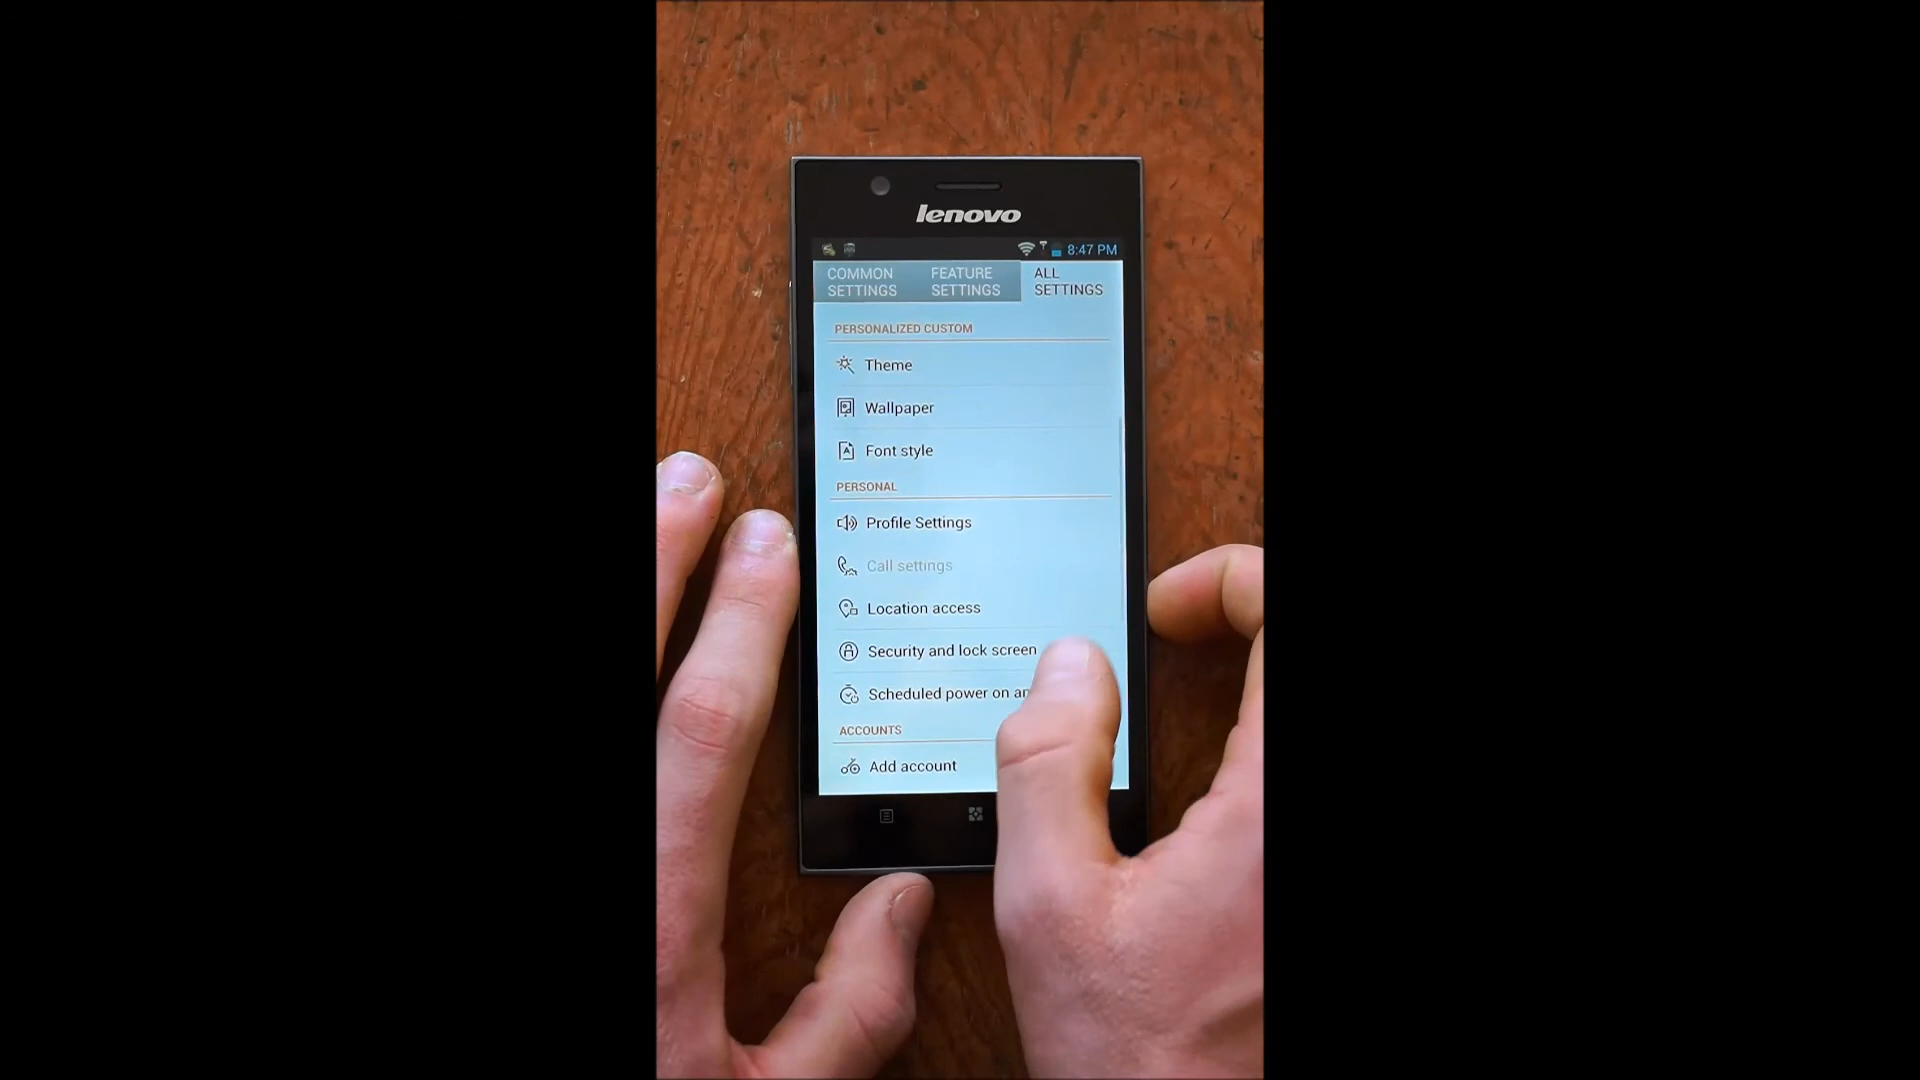 lenovo
8:47 PM
COMMON SETTINGS
FEATURE SETTINGS
ALL SETTINGS
PERSONALIZED CUSTOM
Theme
Wallpaper
Font style
PERSONAL
Profile Settings
Call settings
Location access
Security and lock screen
Scheduled power on
ACCOUNTS
Add account